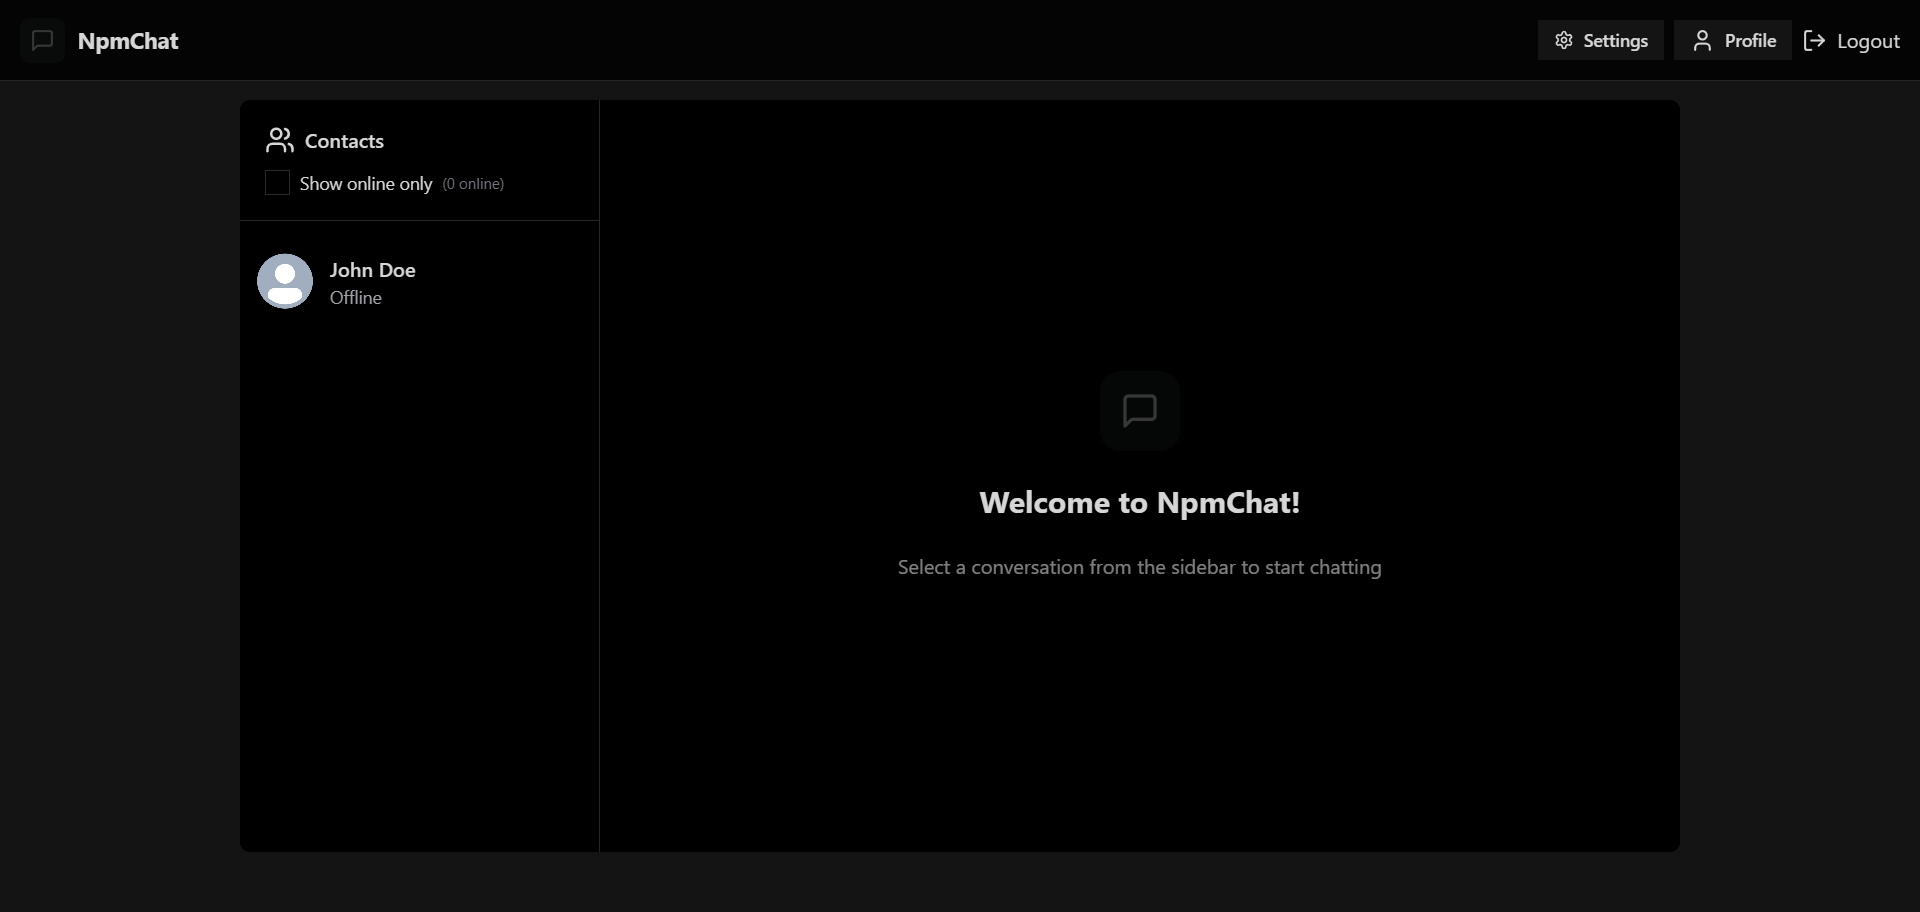 NpmChat
Settings
Profile
Logout
Contacts
Show online only (0 online)
John Doe
Offline
Welcome to NpmChat!
Select a conversation from the sidebar to start chatting